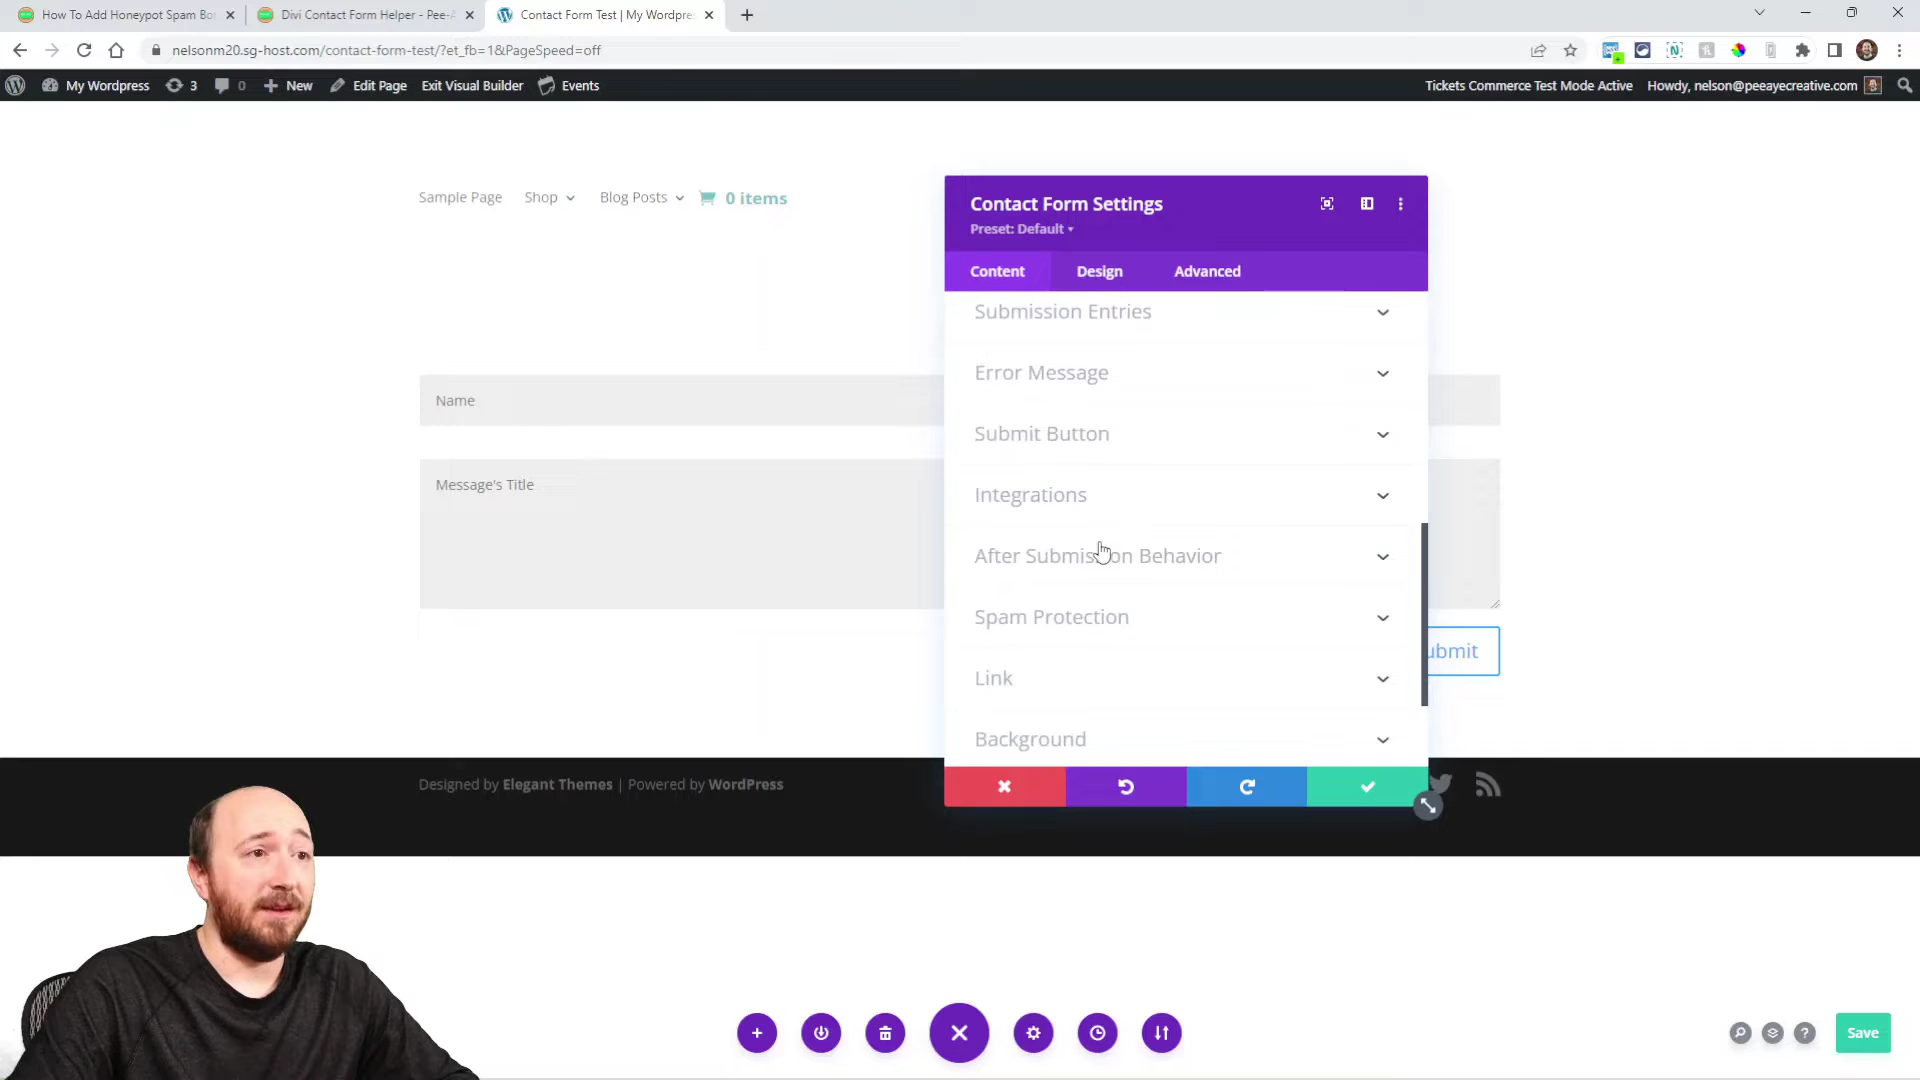 How To Add Honeypot Spam Bo
Divi Contact Form Helper - Pee-A
Contact Form Test | My Wordpre
nelsonm20.sg-host.com/contact-form-test/?et_fb=1&PageSpeed=off
My Wordpress
3
0
New
Edit Page
Exit Visual Builder
Events
Tickets Commerce Test Mode Active
Howdy, nelson@peeayecreative.com
Sample Page
Shop
Blog Posts
0 items
Contact Form Settings
Preset: Default
Content
Design
Advanced
Submission Entries
Error Message
Submit Button
Integrations
After Submission Behavior
Spam Protection
Link
Background
Name
Message's Title
ubmit
Designed by Elegant Themes | Powered by WordPress
Save